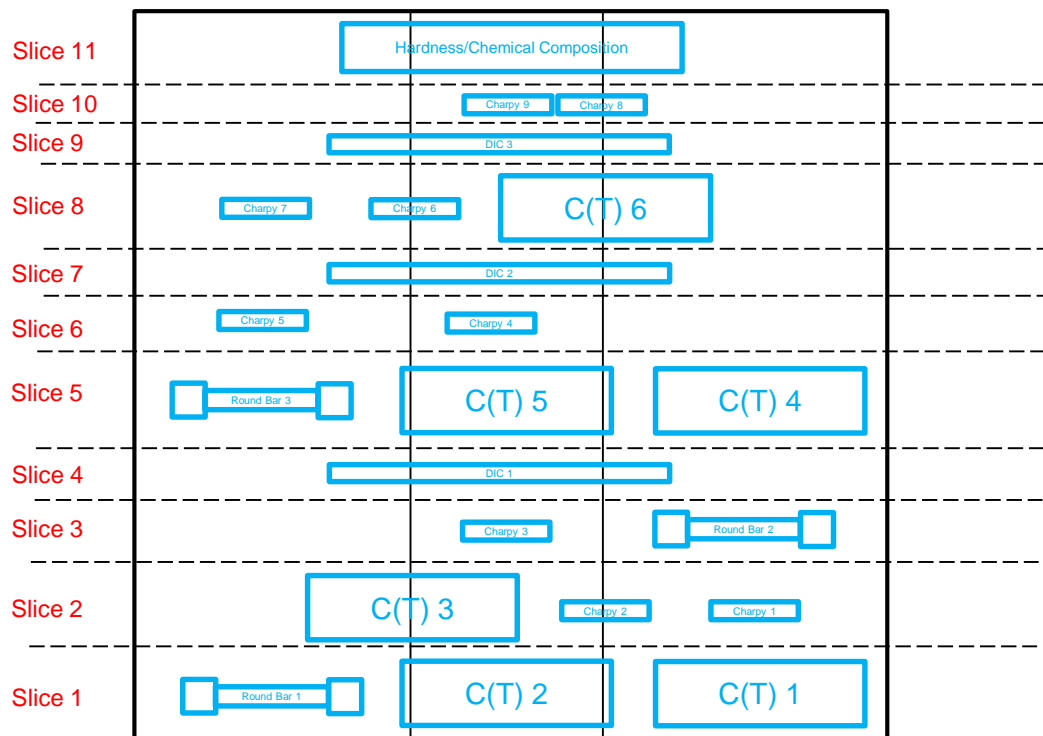 Slice 11
Hardness/Chemical Composition
Slice 10
Charpy 9
Charpy 8
Slice 9
DIC 3
Slice 8
Charpy 7
Charpy 6
C(T) 6
Slice 7
DIC 2
Slice 6
Charpy 5
Charpy 4
Slice 5
Round Bar 3
C(T) 5
C(T) 4
Slice 4
DIC 1
Slice 3
Charpy 3
Round Bar 2
Slice 2
C(T) 3
Charpy 2
Charpy 1
Slice 1
Round Bar 1
C(T) 2
C(T) 1